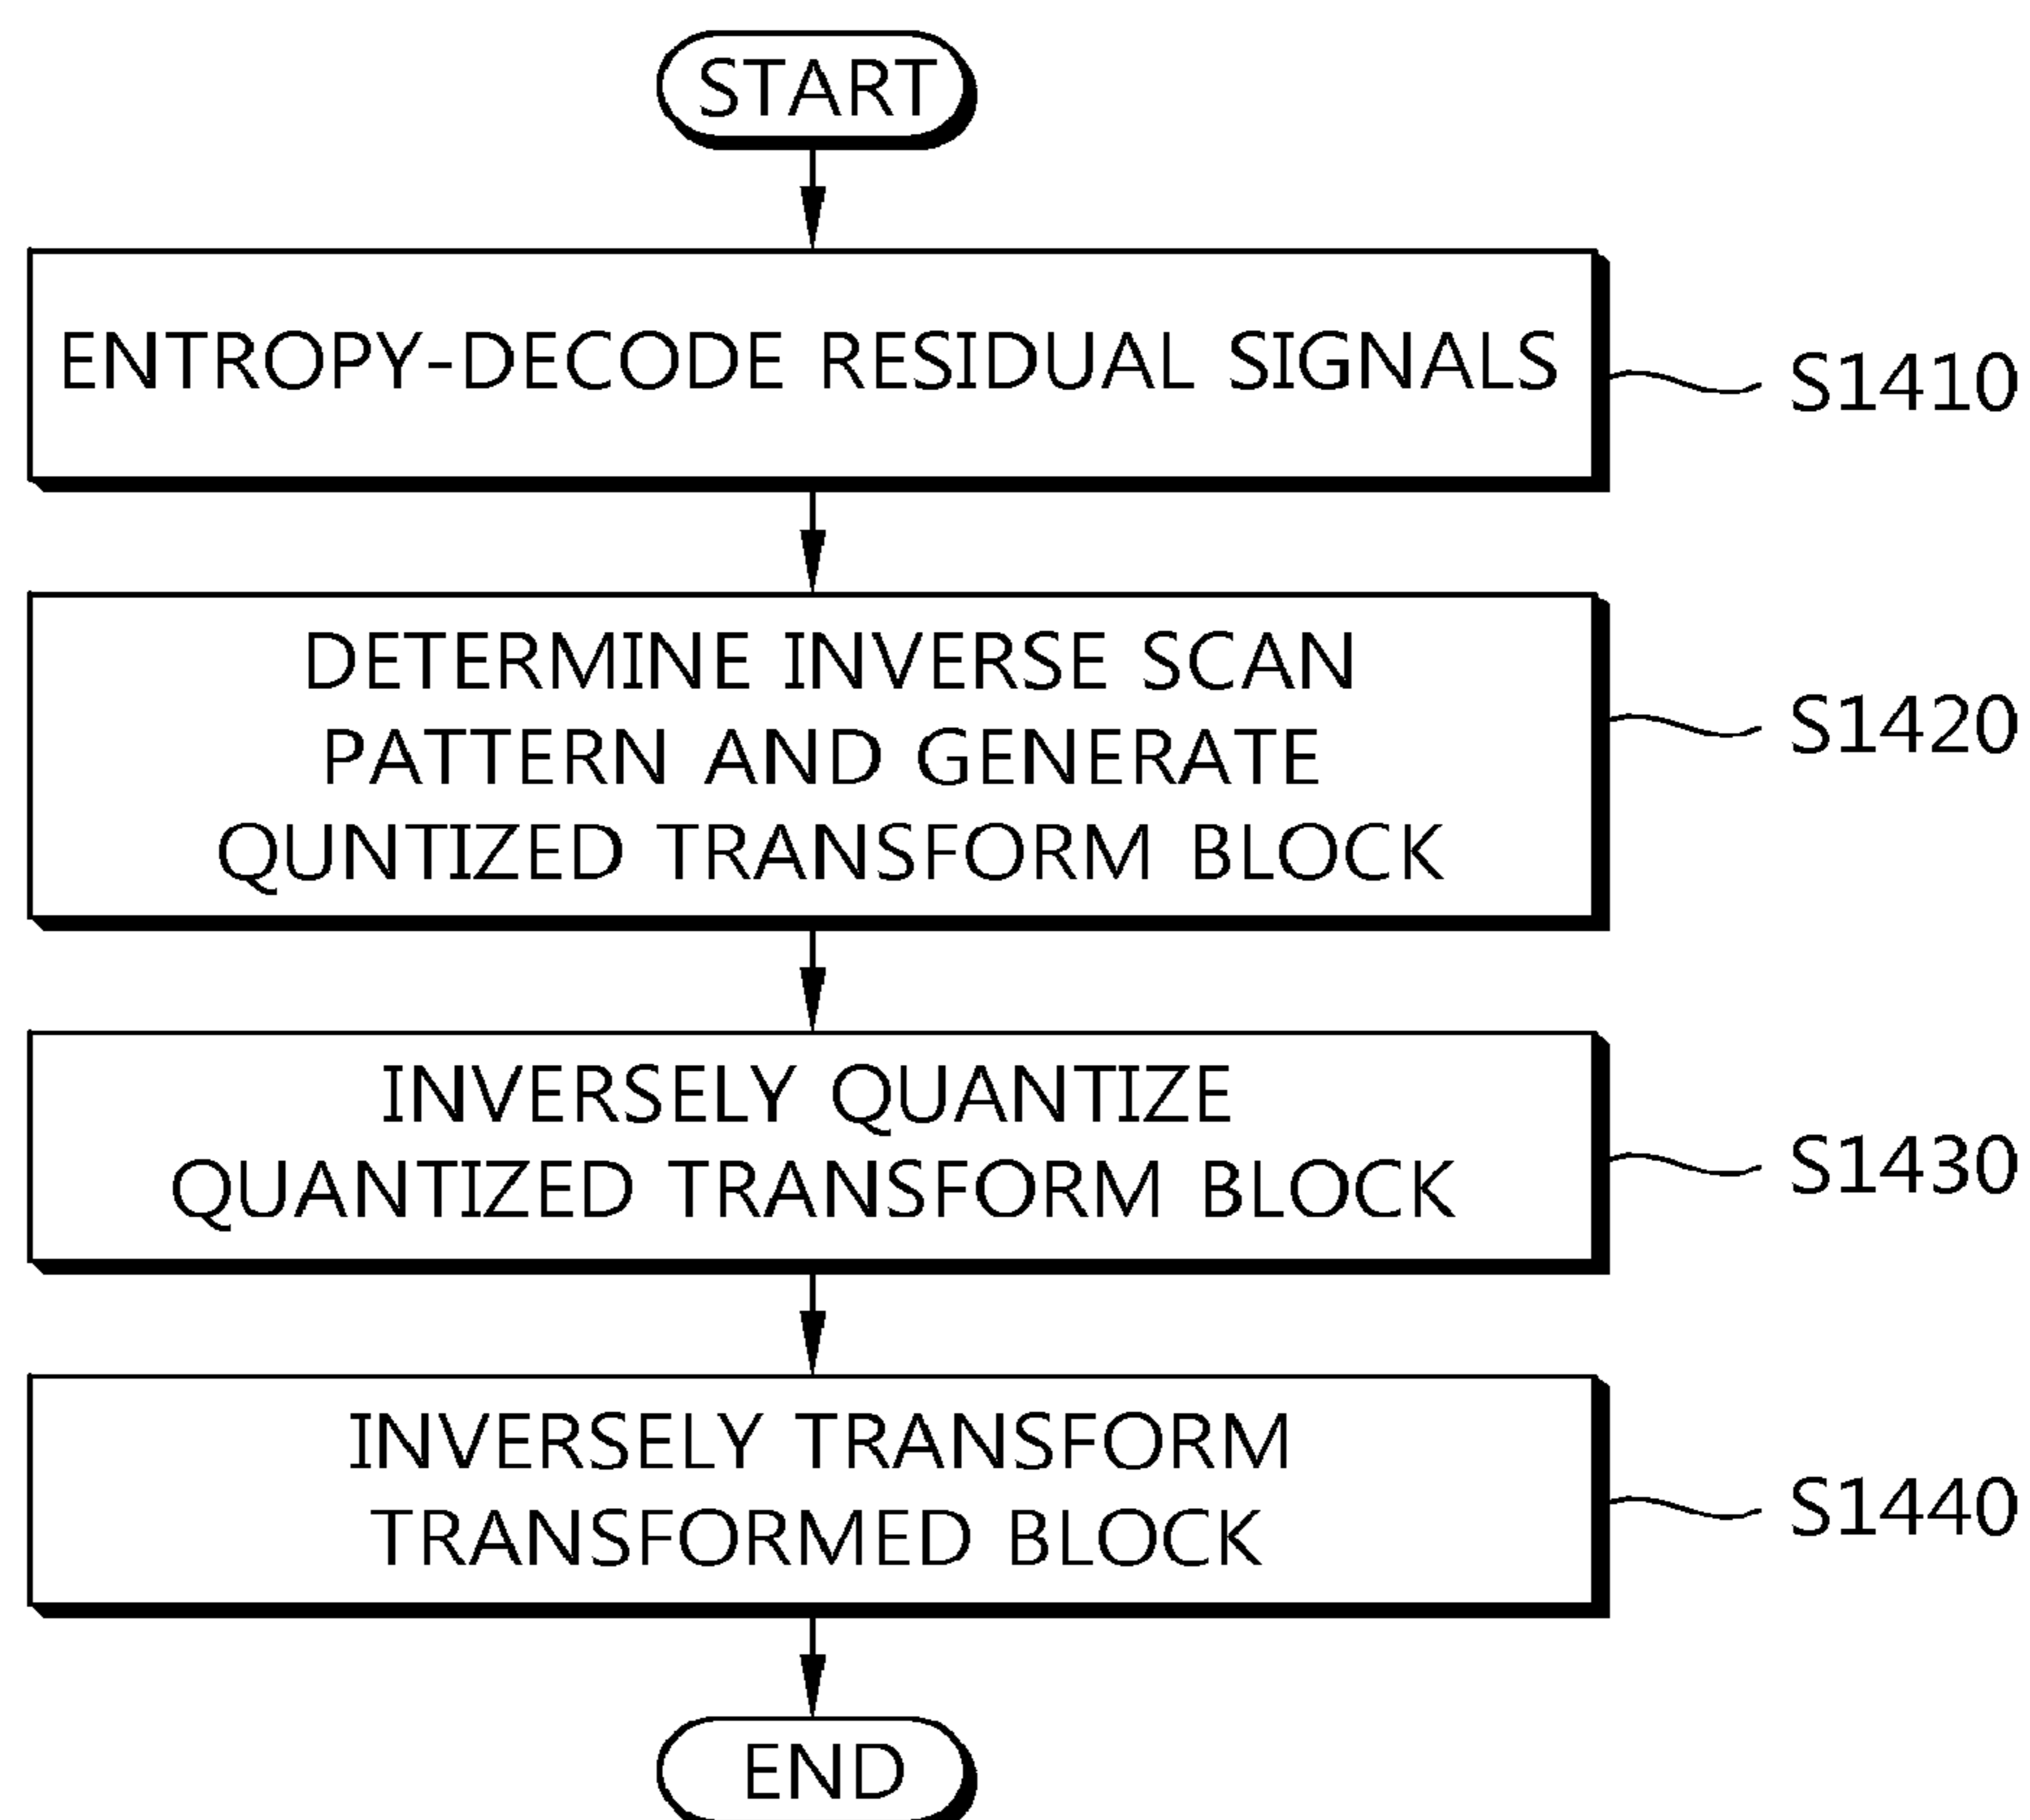 START
ENTROPY-DECODE RESIDUAL SIGNALS
S1410
DETERMINE INVERSE SCAN
PATTERN AND GENERATE
QUNTIZED TRANSFORM BLOCK
S1420
INVERSELY QUANTIZE
QUANTIZED TRANSFORM BLOCK
S1430
INVERSELY TRANSFORM
TRANSFORMED BLOCK
S1440
END